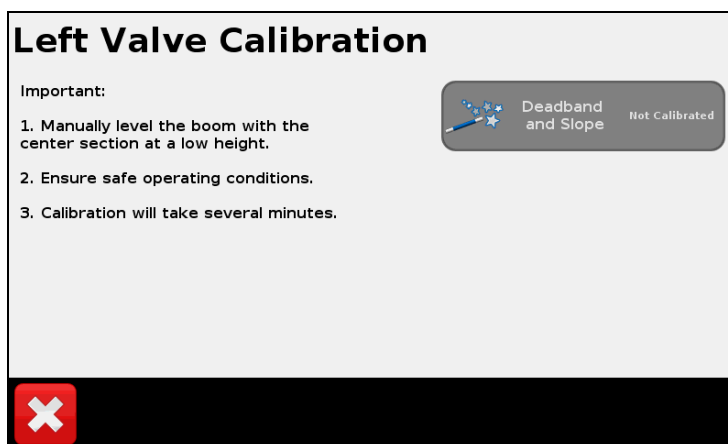 Left Valve Calibration
Important:
1. Manually level the boom with the
center section at a low height.
2. Ensure safe operating conditions.
3. Calibration will take several minutes.
Deadband
and Slope
Not Calibrated